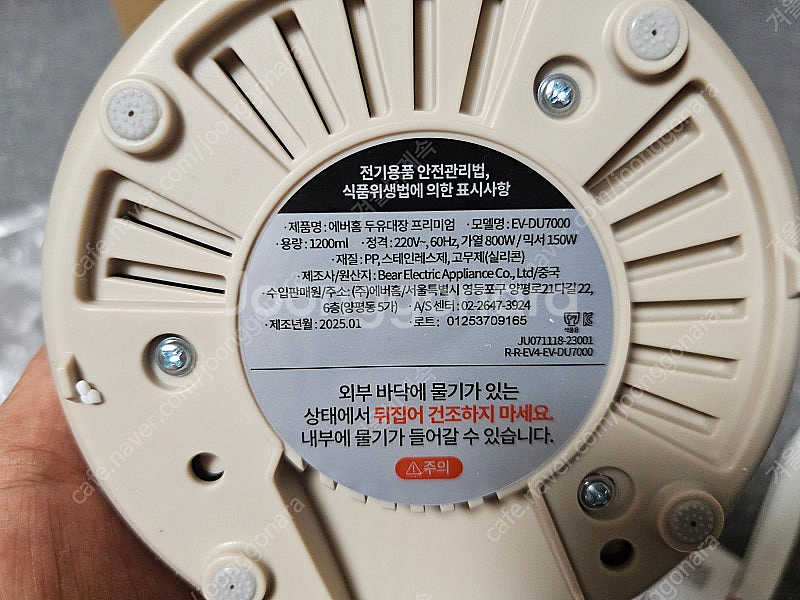 전기용품 안전관리법,
식품위생법에 의한 표시사항
· 제품명 : 에버홈 두유대장 프리미엄 · 모델명 : EV-DU7000
· 용량 : 1200ml · 정격 : 220V~, 60Hz, 가열 800W / 믹서 150W
· 재질 : PP, 스테인레스제, 고무제(실리콘)
· 제조사/원산지 : Bear Electric Appliance Co., Ltd/중국
· 수입판매원/주소 : (주)에버홈/서울특별시 영등포구 양평로21다길 22,
6층(양평동 5가) · A/S 센터 : 02-2647-3924
· 제조년월 : 2025.01 · 로트 : 01253709165
식품용
JU071118-23001
R-R-EV4-EV-DU7000
외부 바닥에 물기가 있는
상태에서 뒤집어 건조하지 마세요.
내부에 물기가 들어갈 수 있습니다.
주의
Joonggonara
cafe.naver.com/joonggonara